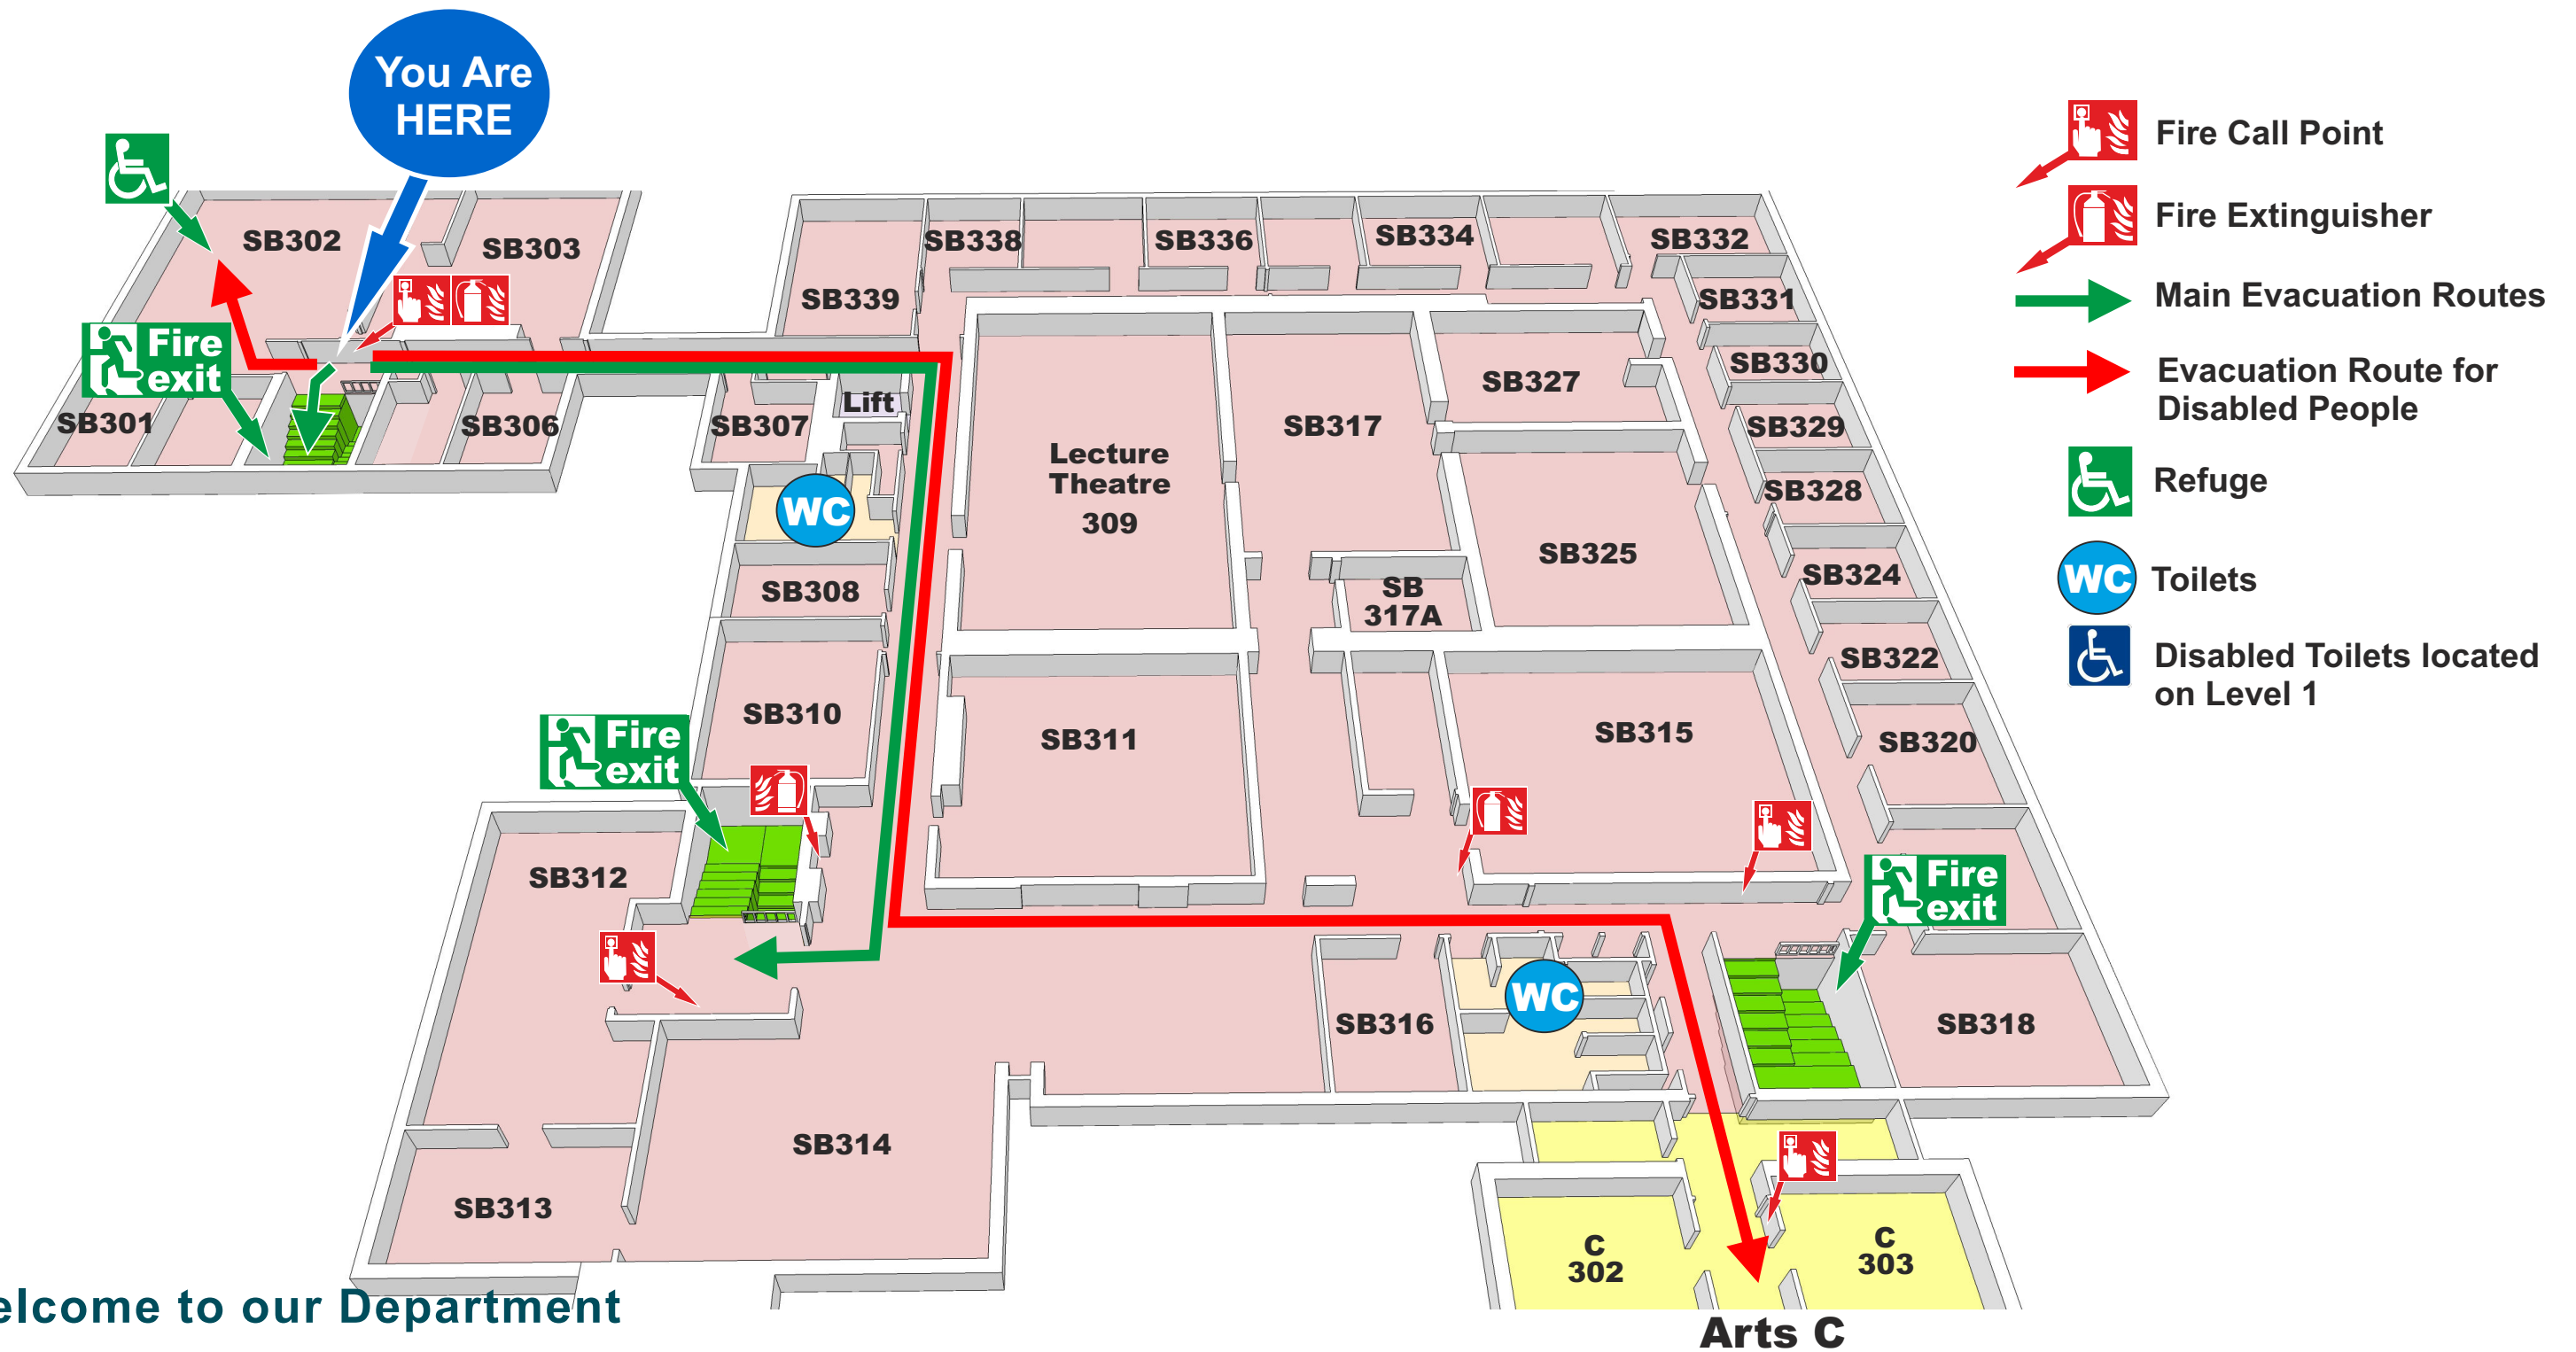 You Are
HERE
SB302
SB303
Fire
exit
SB301
SB306
SB307
Lift
WC
SB308
SB310
SB339
SB338
SB336
SB334
SB332
SB331
SB330
SB329
SB328
SB324
SB322
SB320
Lecture
Theatre
309
SB317
SB327
SB325
SB
317A
SB311
SB315
Fire
exit
SB312
SB313
SB314
SB316
WC
Fire
exit
SB318
C
302
C
303
Arts C
elcome to our Department
Fire Call Point
Fire Extinguisher
Main Evacuation Routes
Evacuation Route for
Disabled People
Refuge
WC
Toilets
Disabled Toilets located
on Level 1